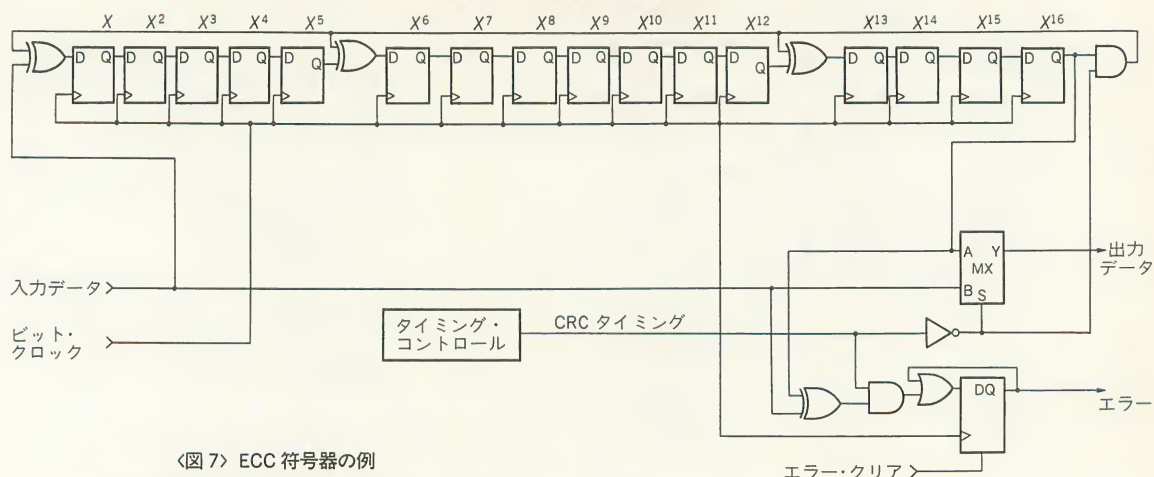 X X² X³ X⁴ X⁵ X⁶ X⁷ X⁸ X⁹ X¹⁰ X¹¹ X¹² X¹³ X¹⁴ X¹⁵ X¹⁶
D Q D Q D Q D Q D Q D Q D Q D Q D Q D Q D Q D Q D Q D Q D Q D Q
A Y
MX
B S
出力
データ
入力データ
ビット・
クロック
タイミング・
コントロール
CRC タイミング
DQ
エラー
エラー・クリア
〈図7〉 ECC 符号器の例